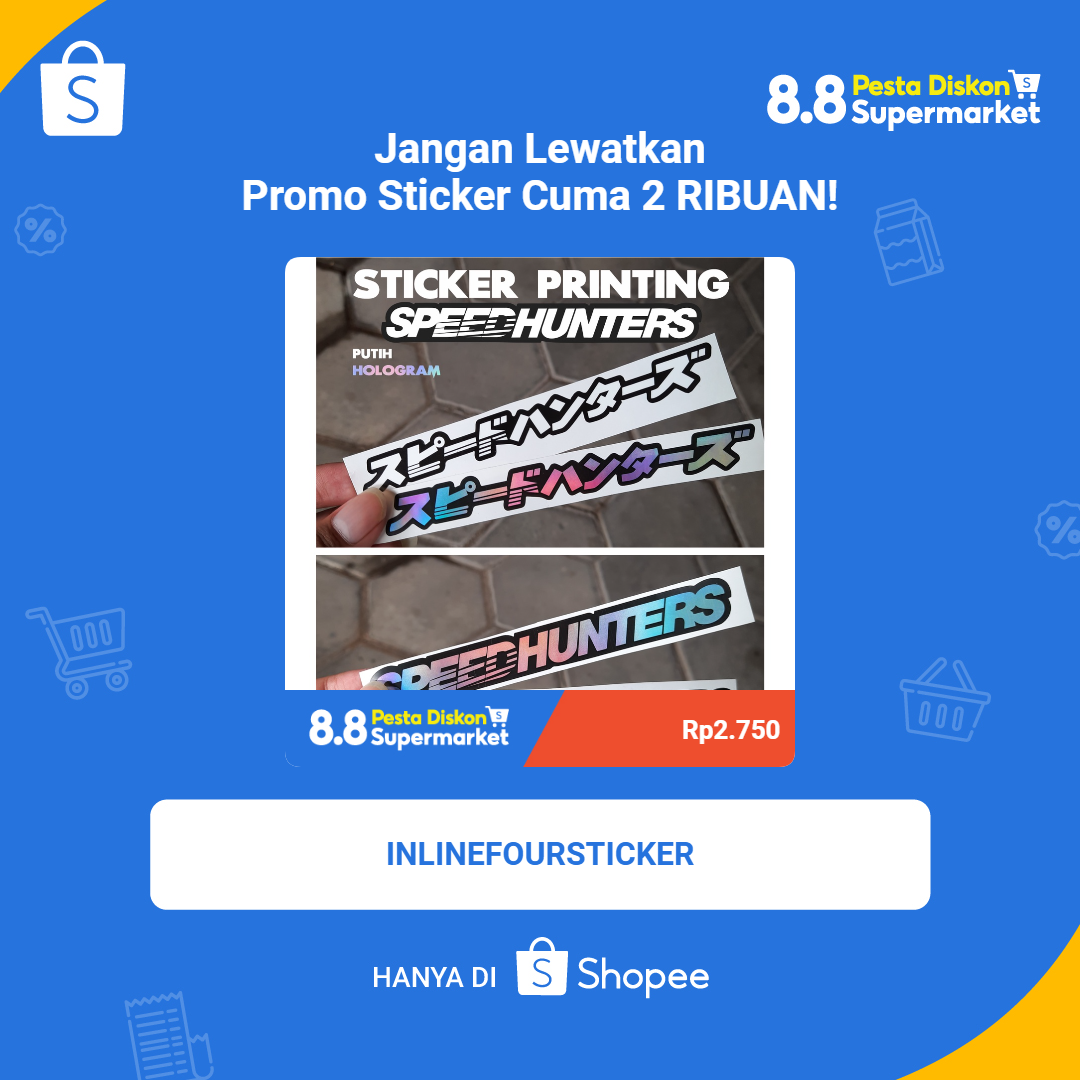 S
8.8 Pesta Diskon S
Supermarket
Jangan Lewatkan
Promo Sticker Cuma 2 RIBUAN!
STICKER PRINTING
SPEEDHUNTERS
PUTIH
HOLOGRAM
スピードハンターズ
スピードハンターズ
SPEEDHUNTERS
8.8 Pesta Diskon S
Supermarket
Rp2.750
INLINEFOURSTICKER
HANYA DI S Shopee